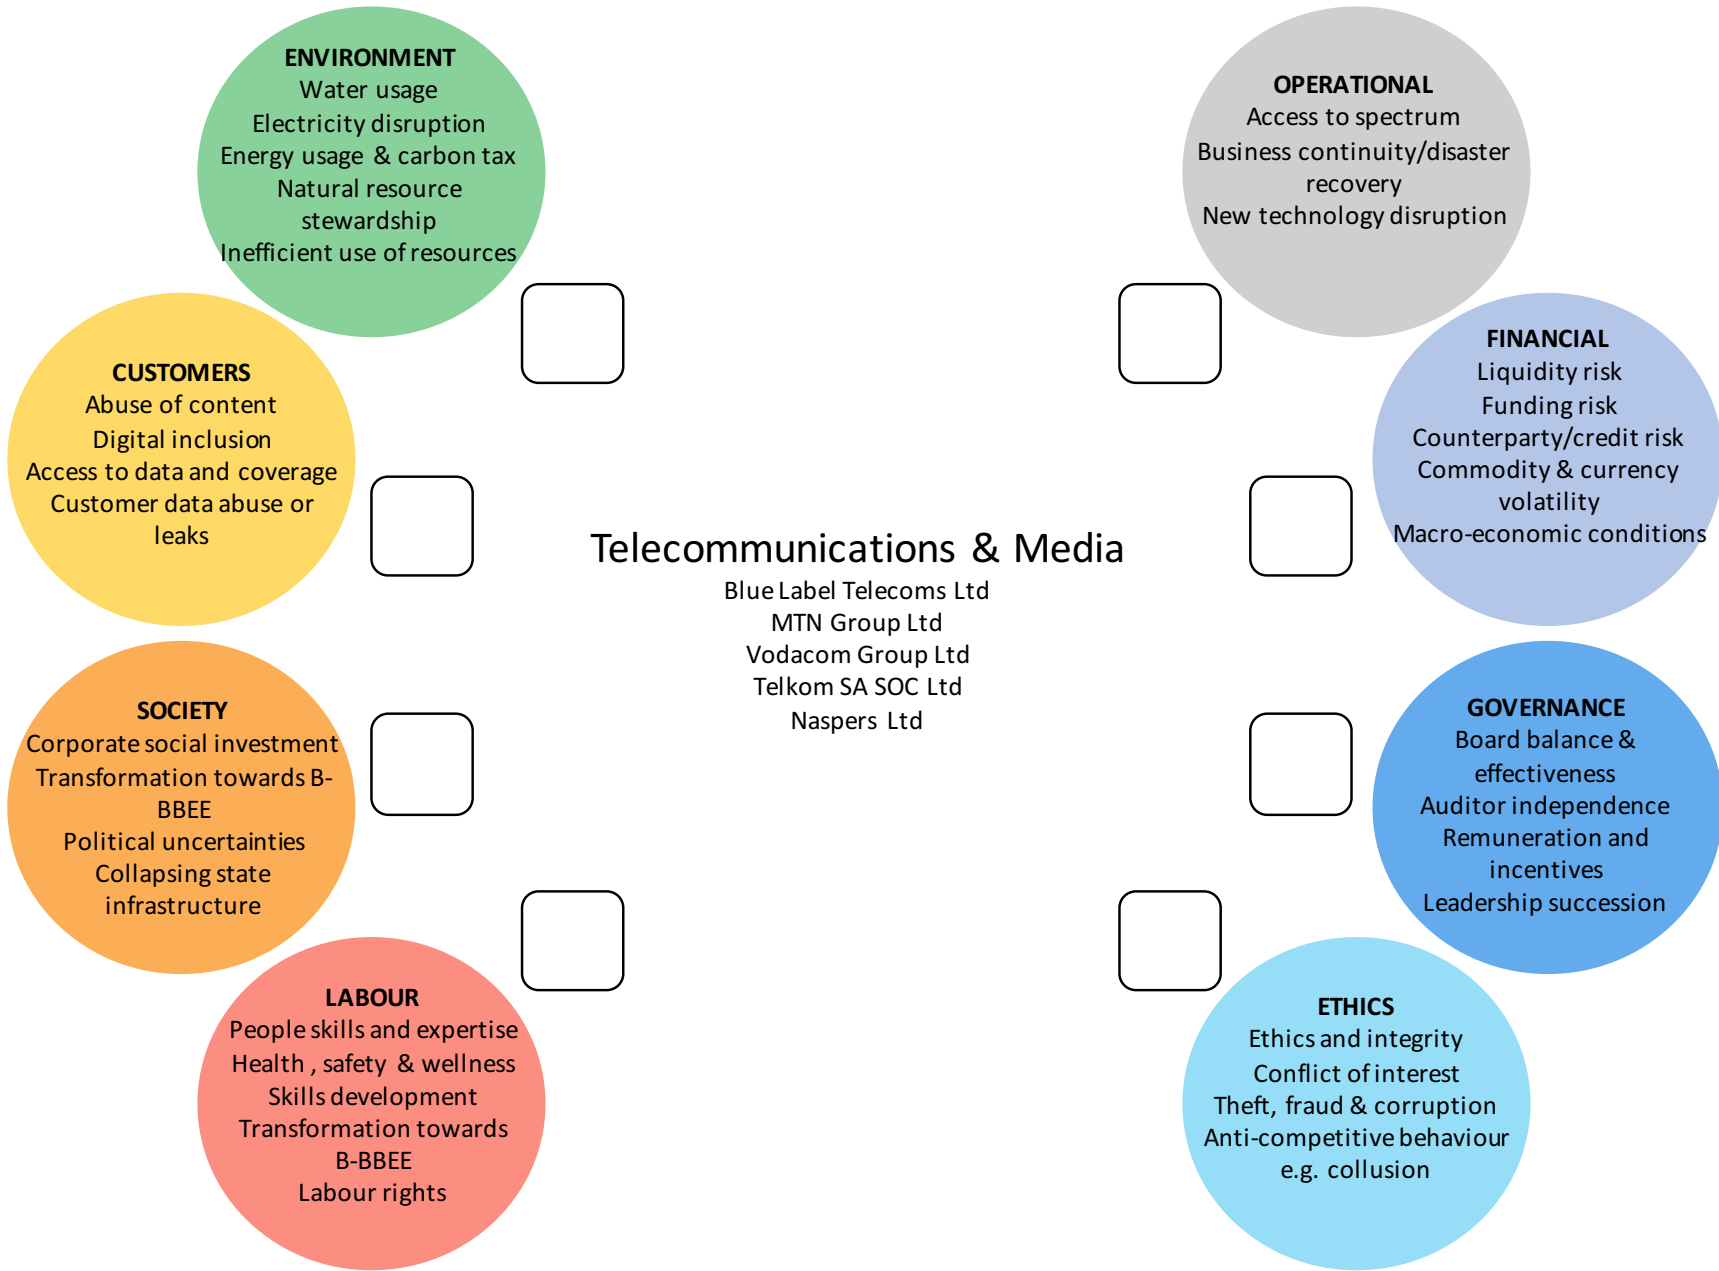 ENVIRONMENT
Water usage
Electricity disruption
Energy usage & carbon tax
Natural resource
stewardship
Inefficient use of resources
CUSTOMERS
Abuse of content
Digital inclusion
Access to data and coverage
Customer data abuse or
leaks
SOCIETY
Corporate social investment
Transformation towards B-
BBEE
Political uncertainties
Collapsing state
infrastructure
LABOUR
People skills and expertise
Health , safety & wellness
Skills development
Transformation towards
B-BBEE
Labour rights
Telecommunications & Media
Blue Label Telecoms Ltd
MTN Group Ltd
Vodacom Group Ltd
Telkom SA SOC Ltd
Naspers Ltd
OPERATIONAL
Access to spectrum
Business continuity/disaster
recovery
New technology disruption
FINANCIAL
Liquidity risk
Funding risk
Counterparty/credit risk
Commodity & currency
volatility
Macro-economic conditions
GOVERNANCE
Board balance &
effectiveness
Auditor independence
Remuneration and
incentives
Leadership succession
ETHICS
Ethics and integrity
Conflict of interest
Theft, fraud & corruption
Anti-competitive behaviour
e.g. collusion